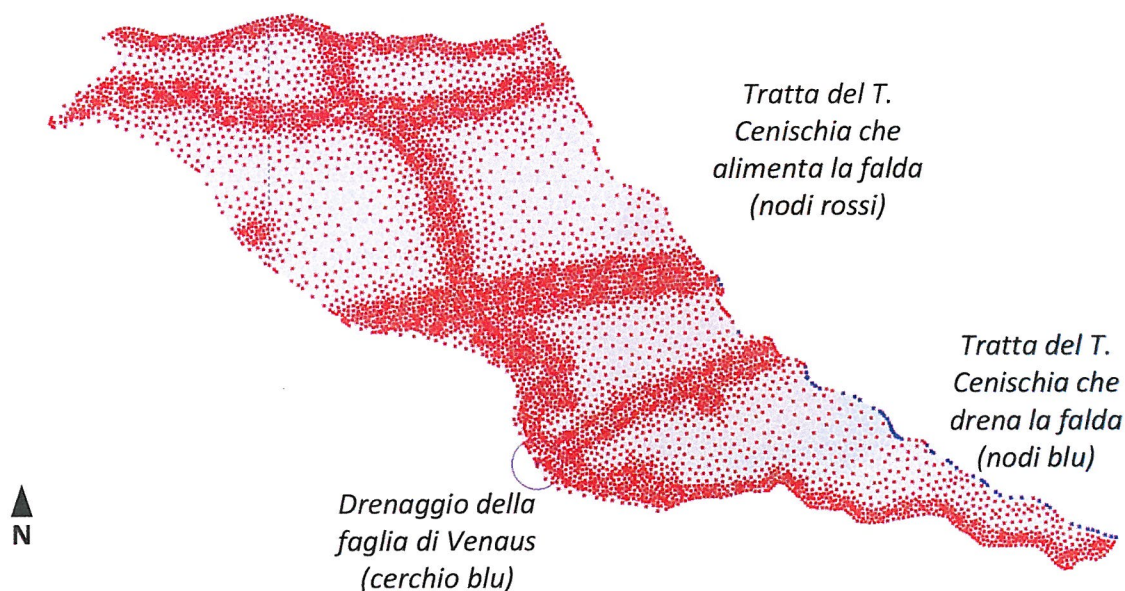 Tratta del T.
Cenischia che
alimenta la falda
(nodi rossi)
Tratta del T.
Cenischia che
drena la falda
(nodi blu)
Drenaggio della
faglia di Venaus
(cerchio blu)
N